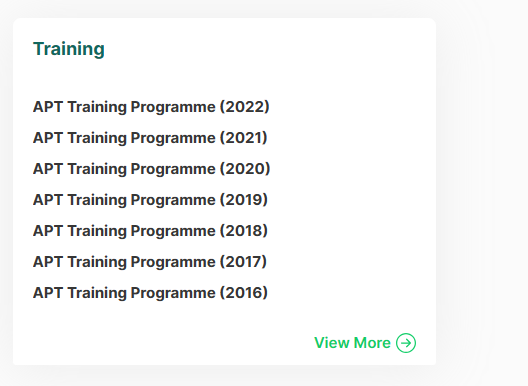 Training
APT Training Programme (2022)
APT Training Programme (2021)
APT Training Programme (2020)
APT Training Programme (2019)
APT Training Programme (2018)
APT Training Programme (2017)
APT Training Programme (2016)
View More